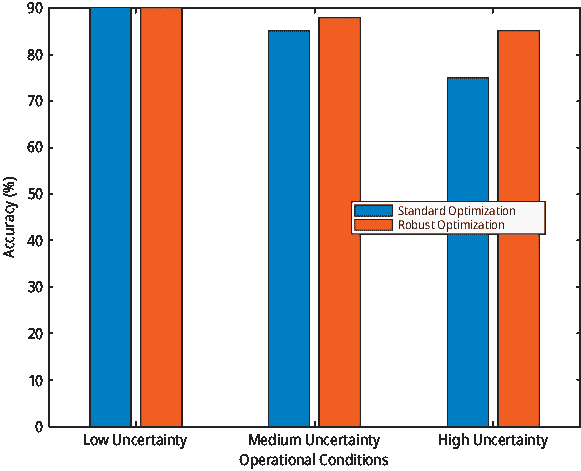 90
80
70
60
50
40
30
20
10
0
Accuracy (%)
Standard Optimization
Robust Optimization
Low Uncertainty Medium Uncertainty High Uncertainty
Operational Conditions